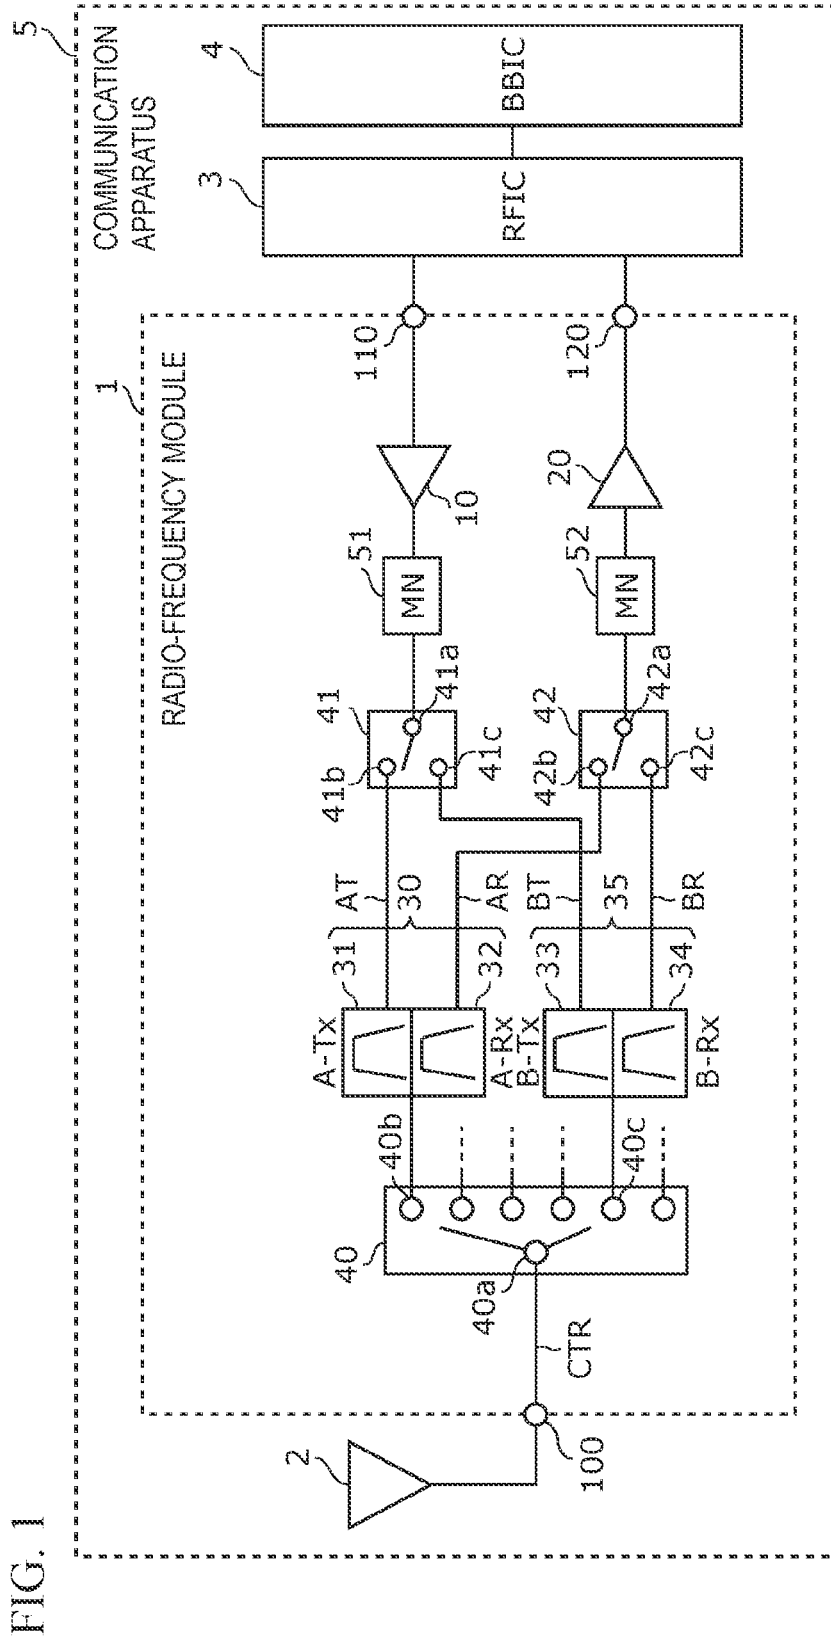 FIG. 1
5
COMMUNICATION
APPARATUS
1
RADIO-FREQUENCY MODULE
2
100
CTR
40
40a
40b
40c
A-Tx
31
30
AT
32
A-Rx
AR
B-Tx
33
35
BT
34
B-Rx
BR
41
41b
41a
41c
42
42b
42a
42c
51
MN
52
MN
10
20
110
120
3
RFIC
4
BBIC